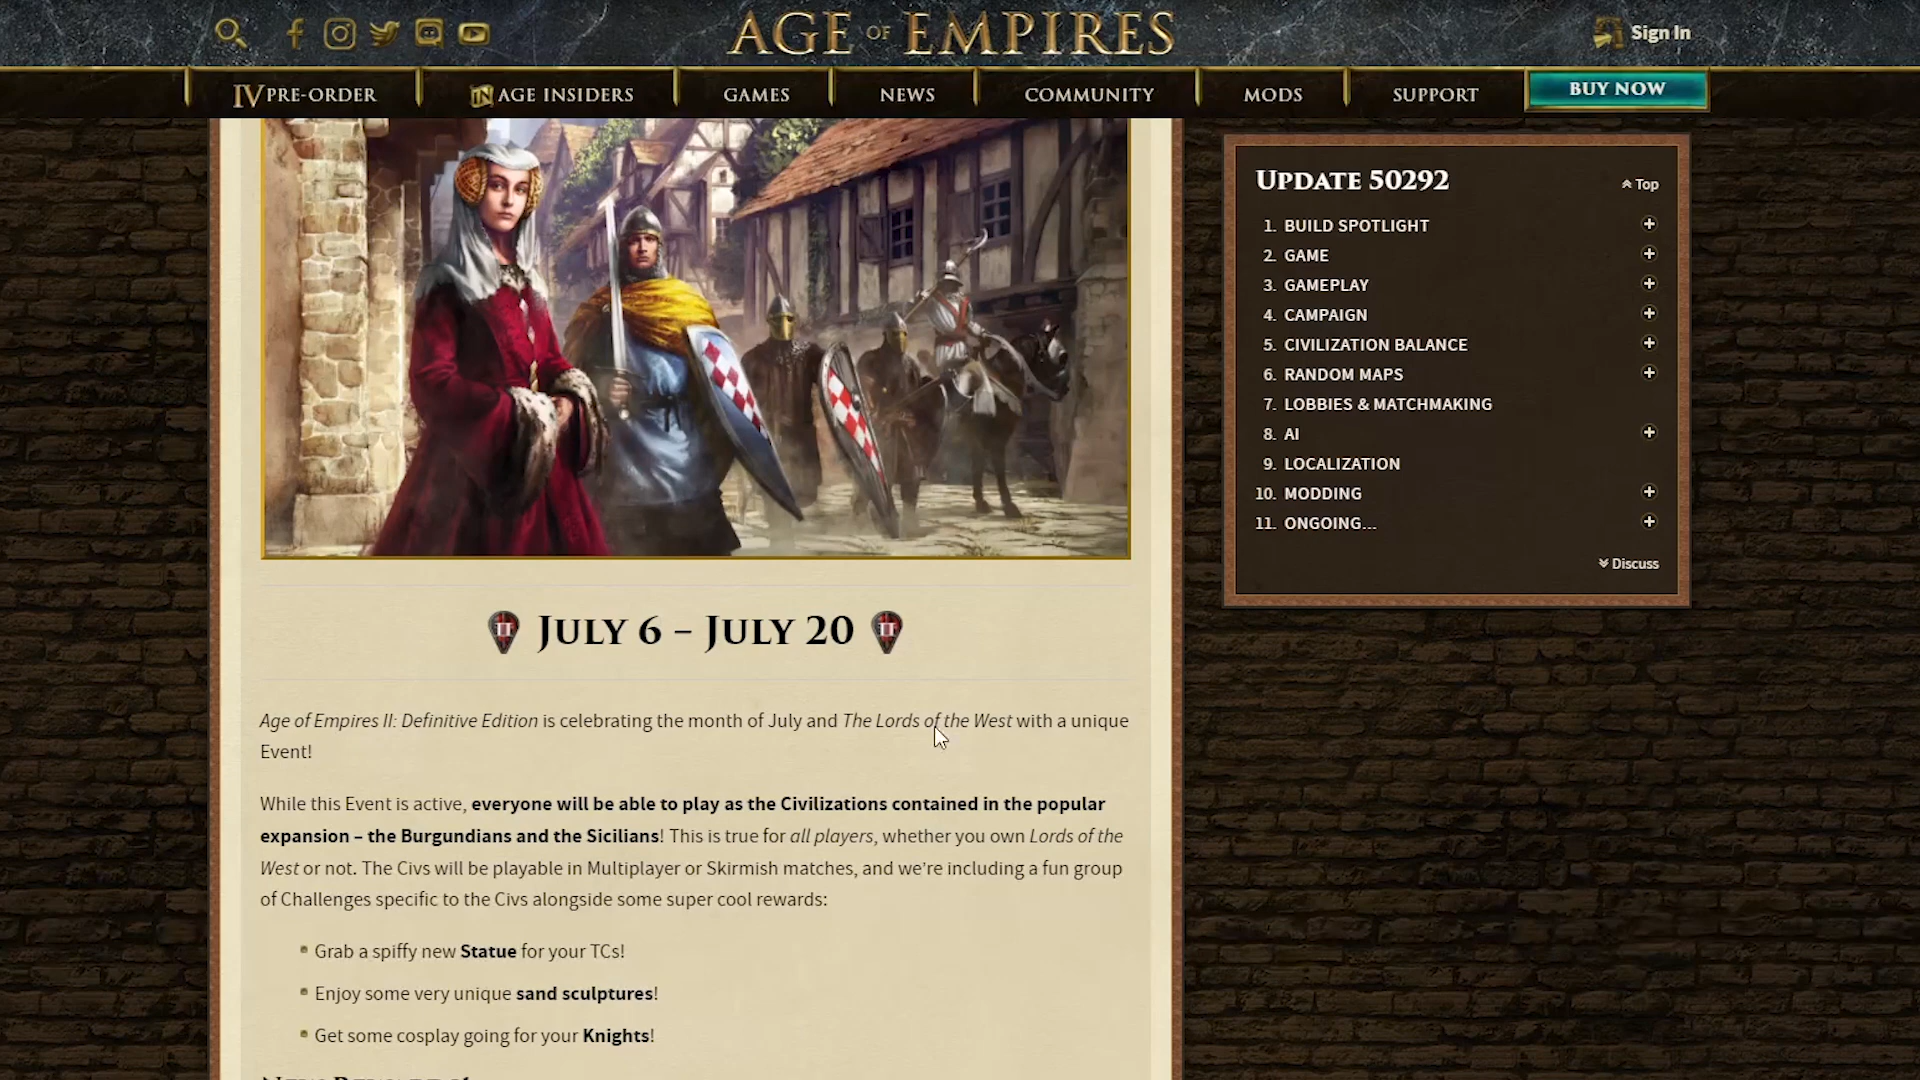 AGE OF EMPIRES
Sign In
IV PRE-ORDER
IN AGE INSIDERS
GAMES
NEWS
COMMUNITY
MODS
SUPPORT
BUY NOW
JULY 6 – JULY 20
Age of Empires II: Definitive Edition is celebrating the month of July and The Lords of the West with a unique
Event!
While this Event is active, everyone will be able to play as the Civilizations contained in the popular
expansion – the Burgundians and the Sicilians! This is true for all players, whether you own Lords of the
West or not. The Civs will be playable in Multiplayer or Skirmish matches, and we're including a fun group
of Challenges specific to the Civs alongside some super cool rewards:
Grab a spiffy new Statue for your TCs!
Enjoy some very unique sand sculptures!
Get some cosplay going for your Knights!
UPDATE 50292
Top
1. BUILD SPOTLIGHT
2. GAME
3. GAMEPLAY
4. CAMPAIGN
5. CIVILIZATION BALANCE
6. RANDOM MAPS
7. LOBBIES & MATCHMAKING
8. AI
9. LOCALIZATION
10. MODDING
11. ONGOING...
Discuss